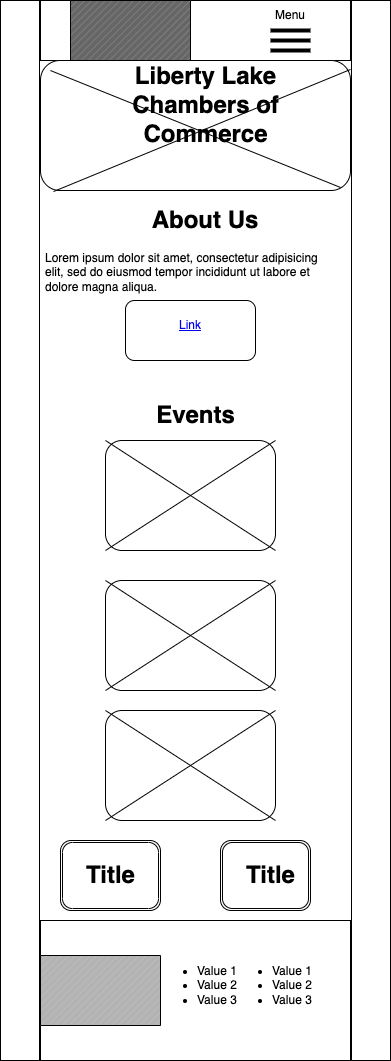 Menu
Liberty Lake
Chambers of
Commerce
About Us
Lorem ipsum dolor sit amet, consectetur adipisicing
elit, sed do eiusmod tempor incididunt ut labore et
dolore magna aliqua.
Link
Events
Title
Title
Value 1
Value 2
Value 3
Value 1
Value 2
Value 3